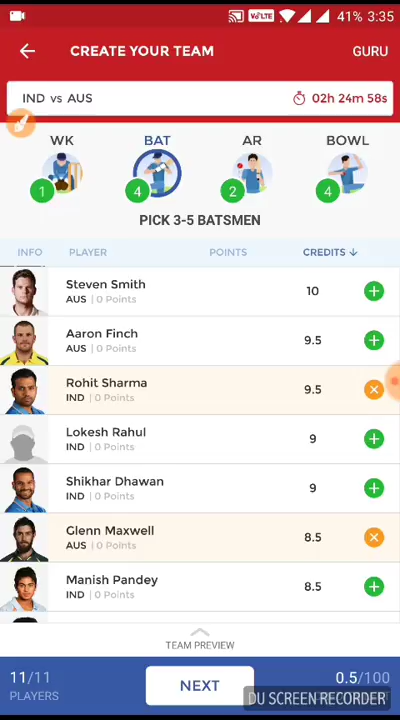 VoLTE 41% 3:35
CREATE YOUR TEAM GURU
IND vs AUS 02h 24m 58s
WK BAT AR BOWL
1 4 2 4
PICK 3-5 BATSMEN
INFO PLAYER POINTS CREDITS ↓
Steven Smith
AUS | 0 Points
10
Aaron Finch
AUS | 0 Points
9.5
Rohit Sharma
IND | 0 Points
9.5
Lokesh Rahul
IND | 0 Points
9
Shikhar Dhawan
IND | 0 Points
9
Glenn Maxwell
AUS | 0 Points
8.5
Manish Pandey
IND | 0 Points
8.5
TEAM PREVIEW
11/11 NEXT 0.5/100
PLAYERS
DU SCREEN RECORDER